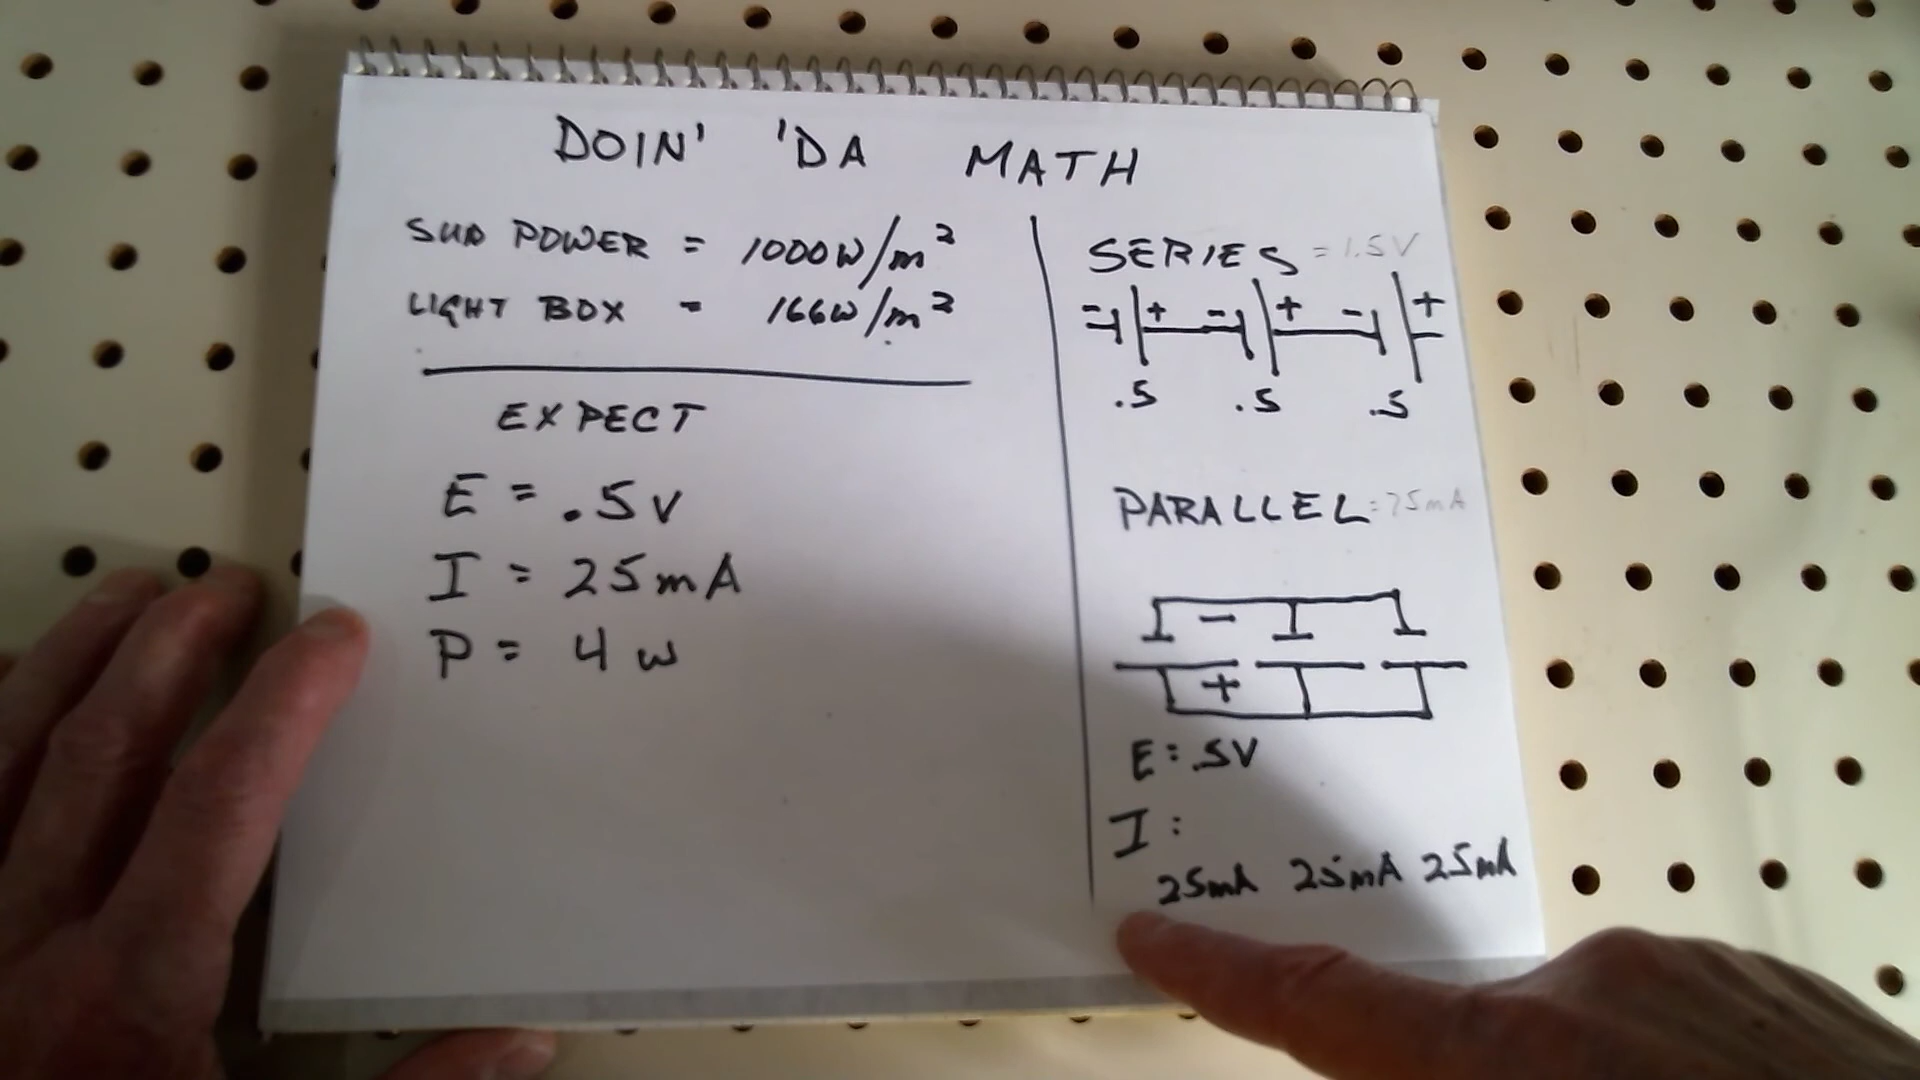 DOIN' 'DA MATH
SUN POWER = 1000W/m²
LIGHT BOX = 166W/m²
EXPECT
E = .5V
I = 25mA
P = 4 W
SERIES = 1.5V
- + - + - +
.5 .5 .5
PARALLEL = 75mA
-
+
E: .5V
I:
25mA 25mA 25mA